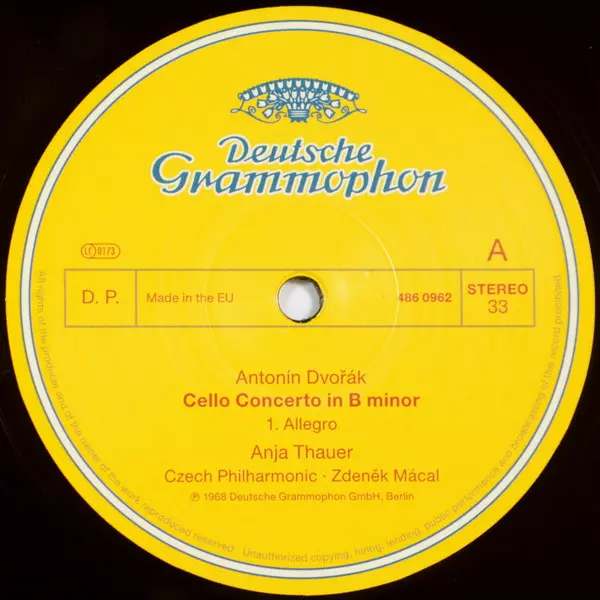 Deutsche
Grammophon
LC 0173
A
D. P.
Made in the EU
486 0962
STEREO
33
Antonín Dvořák
Cello Concerto in B minor
1. Allegro
Anja Thauer
Czech Philharmonic · Zdeněk Mácal
℗ 1968 Deutsche Grammophon GmbH, Berlin
All rights of the producer and of the owner of the work reproduced reserved. Unauthorized copying, hiring, lending, public performance and broadcasting of this record prohibited.